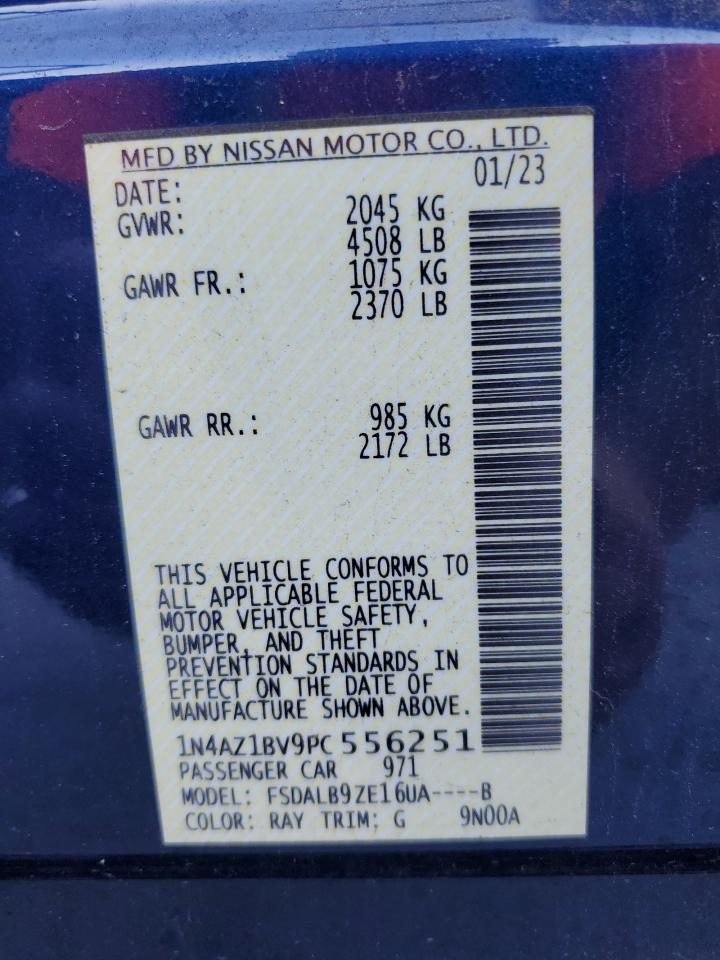 MFD BY NISSAN MOTOR CO., LTD.
DATE: 01/23
GVWR: 2045 KG
4508 LB
GAWR FR.: 1075 KG
2370 LB
GAWR RR.: 985 KG
2172 LB
THIS VEHICLE CONFORMS TO
ALL APPLICABLE FEDERAL
MOTOR VEHICLE SAFETY,
BUMPER, AND THEFT
PREVENTION STANDARDS IN
EFFECT ON THE DATE OF
MANUFACTURE SHOWN ABOVE.
1N4AZ1BV9PC556251
PASSENGER CAR 971
MODEL: FSDALB9ZE16UA----B
COLOR: RAY TRIM: G 9N00A